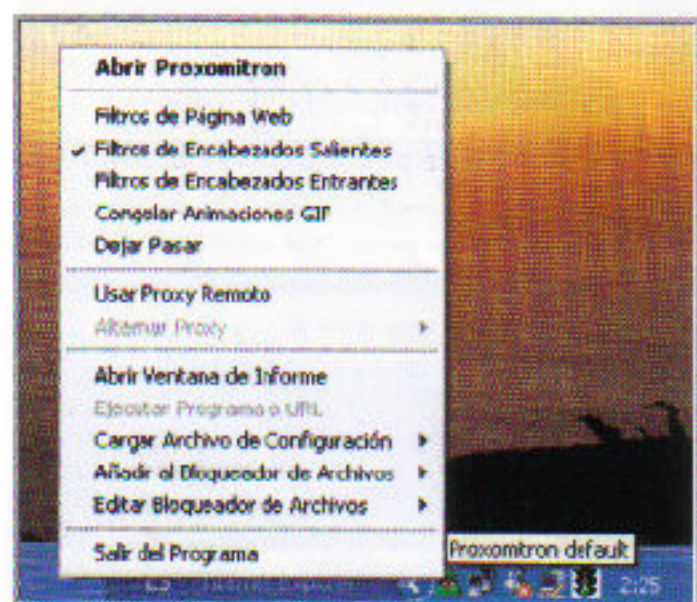 Abrir Proxomitron
Filtros de Página Web
Filtros de Encabezados Salientes
Filtros de Encabezados Entrantes
Congelar Animaciones GIF
Dejar Pasar
Usar Proxy Remoto
Alternar Proxy
Abrir Ventana de Informe
Ejecutar Programa o URL
Cargar Archivo de Configuración
Añadir al Bloqueador de Archivos
Editar Bloqueador de Archivos
Salir del Programa
Proxomitron default
ES
2:25